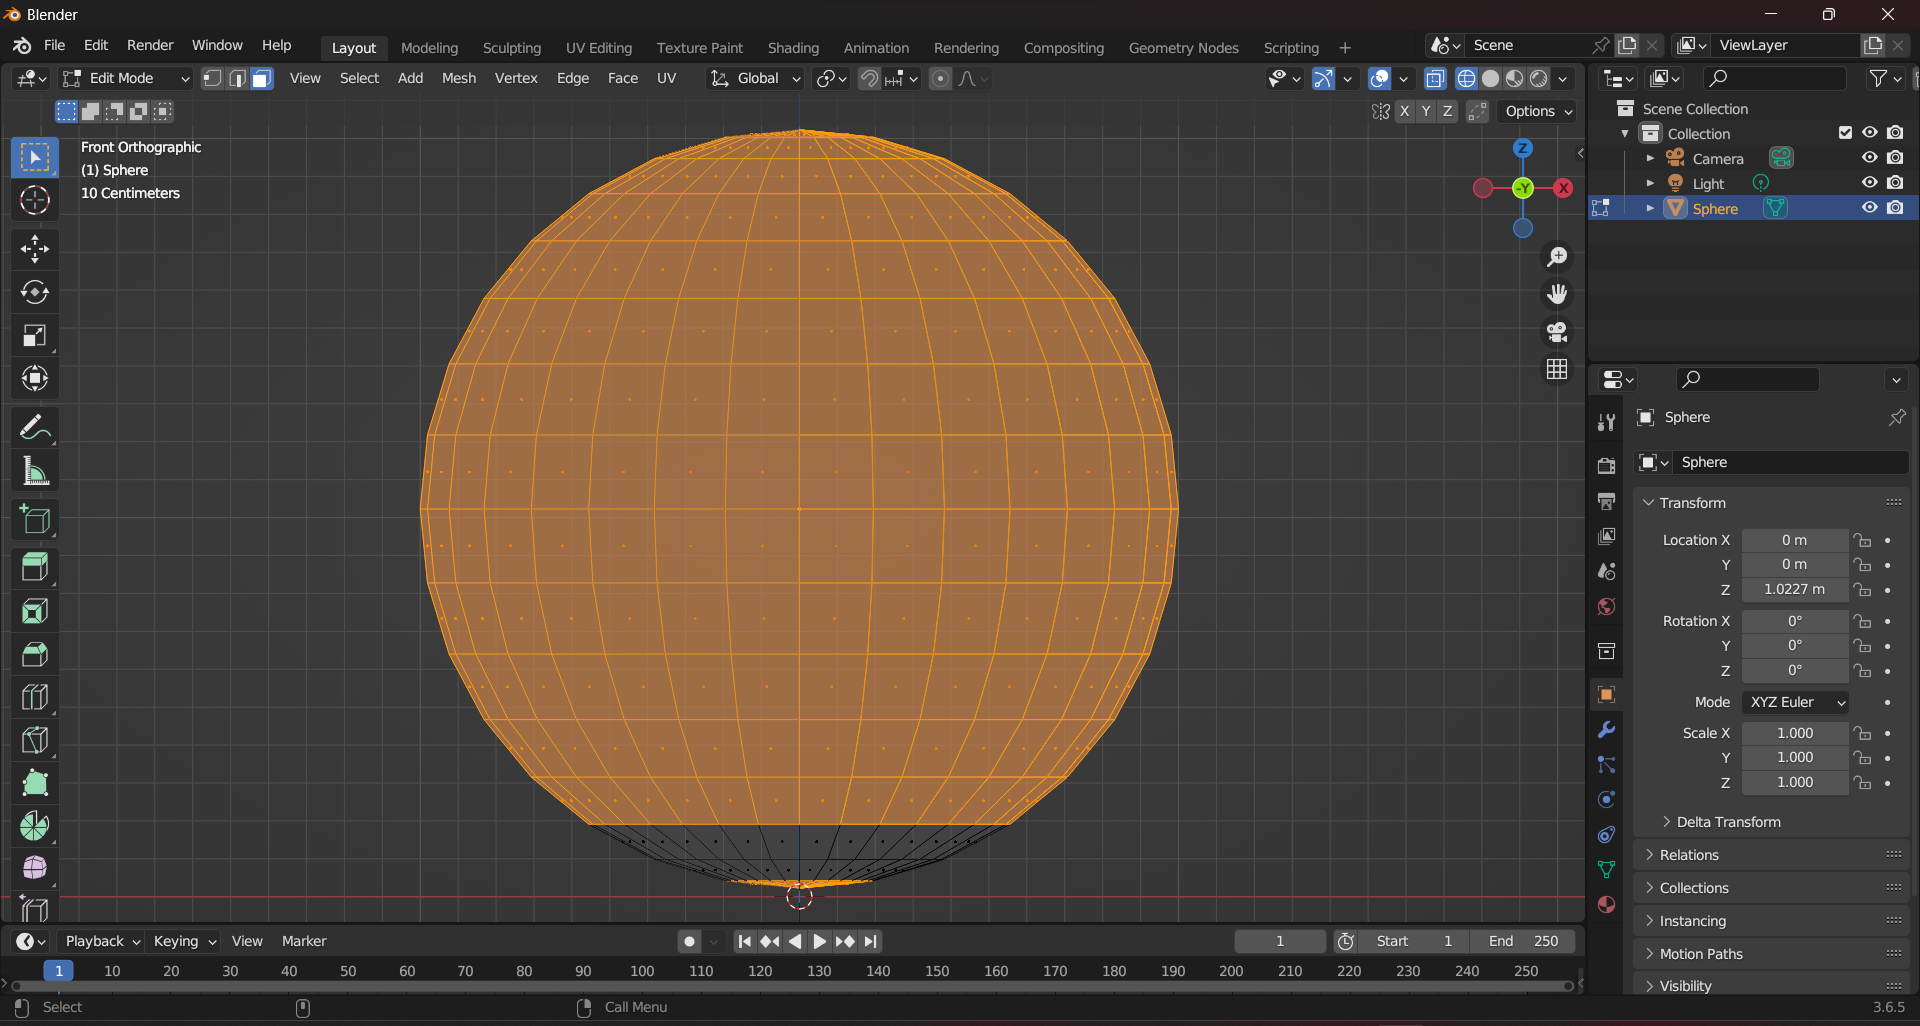 Blender
File Edit Render Window Help Layout Modeling Sculpting UV Editing Texture Paint Shading Animation Rendering Compositing Geometry Nodes Scripting + Scene ViewLayer
Edit Mode View Select Add Mesh Vertex Edge Face UV Global
X Y Z Options
Front Orthographic
(1) Sphere
10 Centimeters
Z
-Y X
Scene Collection
Collection
Camera
Light
Sphere
Sphere
Sphere
Transform
Location X 0 m
Y 0 m
Z 1.0227 m
Rotation X 0°
Y 0°
Z 0°
Mode XYZ Euler
Scale X 1.000
Y 1.000
Z 1.000
Delta Transform
Relations
Collections
Instancing
Motion Paths
Visibility
Playback Keying View Marker 1 Start 1 End 250
1 10 20 30 40 50 60 70 80 90 100 110 120 130 140 150 160 170 180 190 200 210 220 230 240 250
Select Call Menu 3.6.5